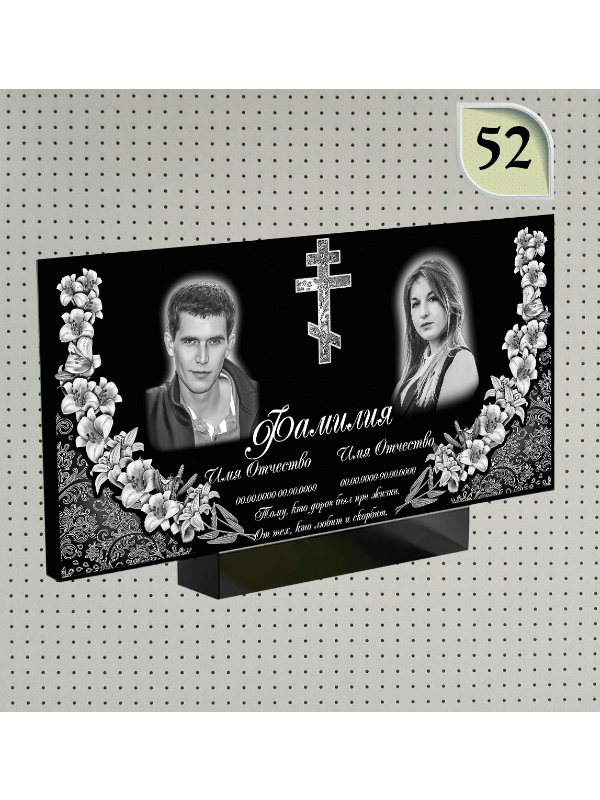 52
Фамилия
Имя Отчество
Имя Отчество
00.00.0000-00.00.0000
00.00.0000-00.00.0000
Тому, кто дорог был при жизни.
От тех, кто любит и скорбит.